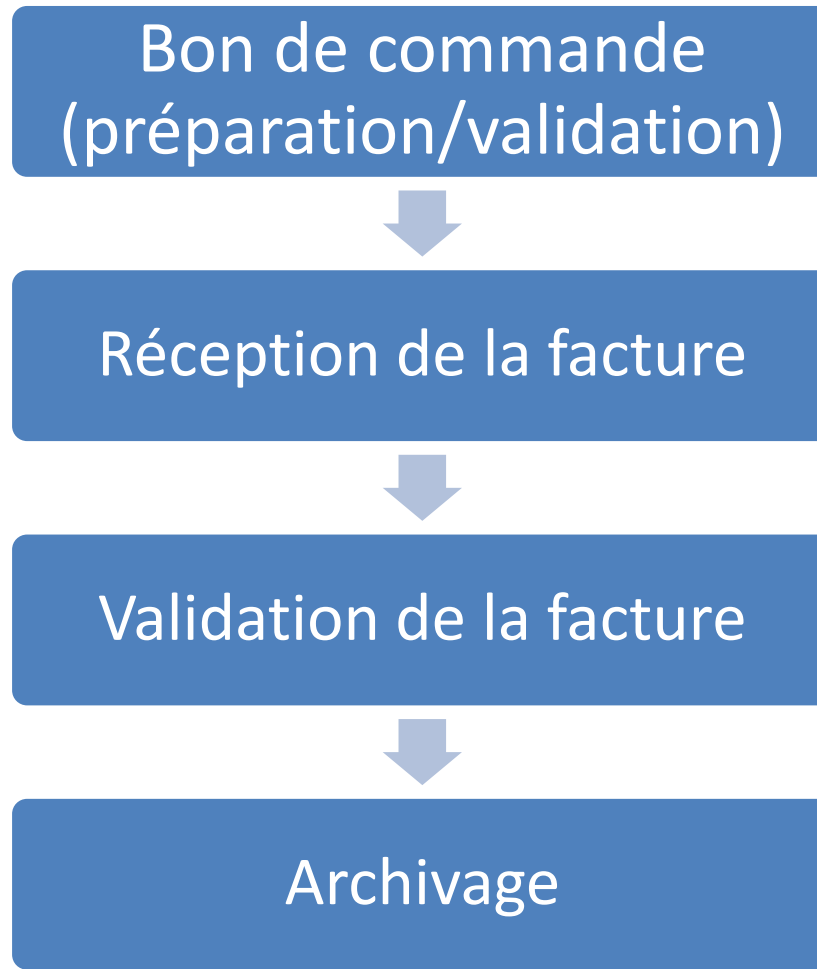 Bon de commande
(préparation/validation)
Réception de la facture
Validation de la facture
Archivage